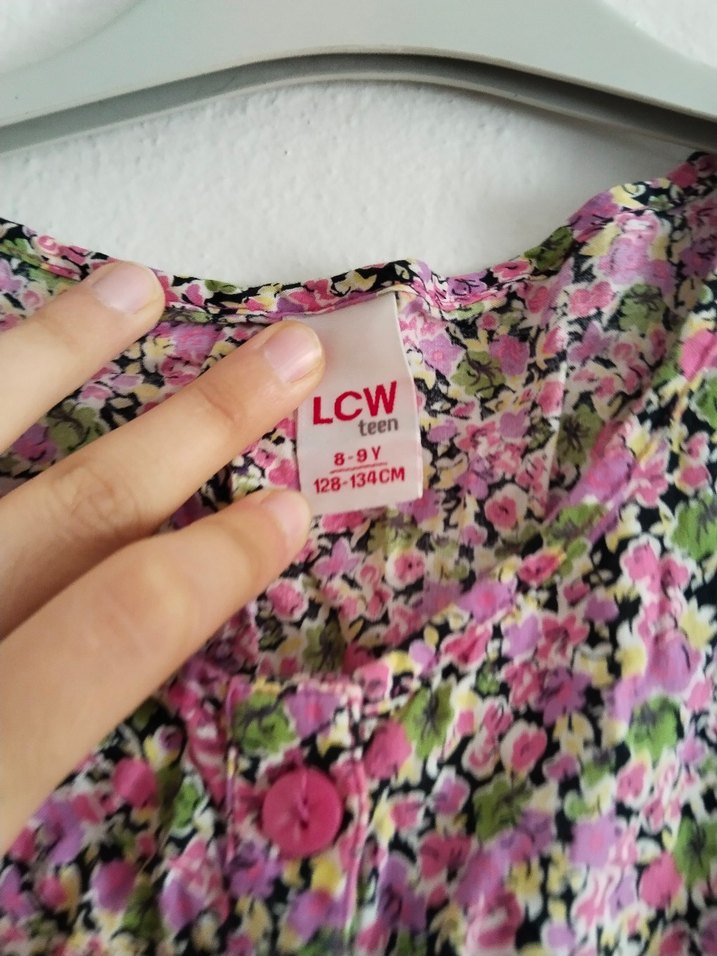 LCW
teen
8-9 Y
128-134CM